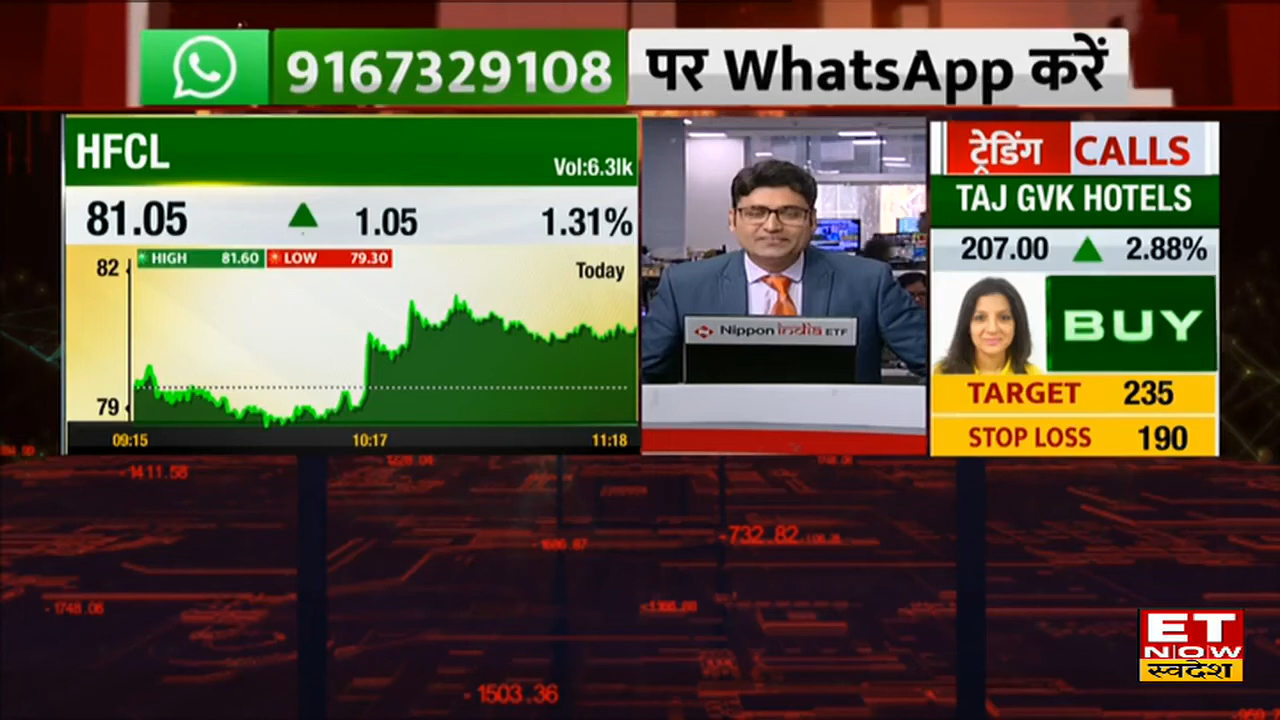 9167329108 पर WhatsApp करें
HFCL
Vol:6.3lk
81.05 ▲ 1.05 1.31%
HIGH 81.60 LOW 79.30
Today
82
79
09:15 10:17 11:18
Nippon india ETF
ट्रेडिंग CALLS
TAJ GVK HOTELS
207.00 ▲ 2.88%
BUY
TARGET 235
STOP LOSS 190
-1411.58
-732.82
-1748.06
-1503.36
ET
NOW
स्वदेश